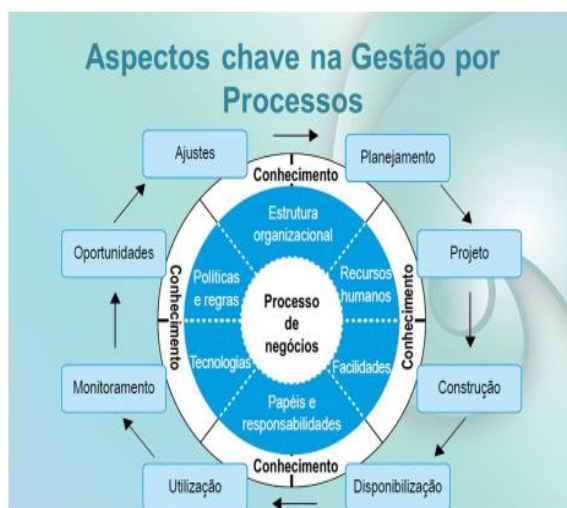 Aspectos chave na Gestão por
Processos
Ajustes
Planejamento
Conhecimento
Estrutura
organizacional
Oportunidades
Projeto
Políticas
e regras
Recursos
humanos
Conhecimento
Processo
de
negócios
Conhecimento
Tecnologias
Facilidades
Monitoramento
Construção
Papéis e
responsabilidades
Conhecimento
Utilização
Disponibilização